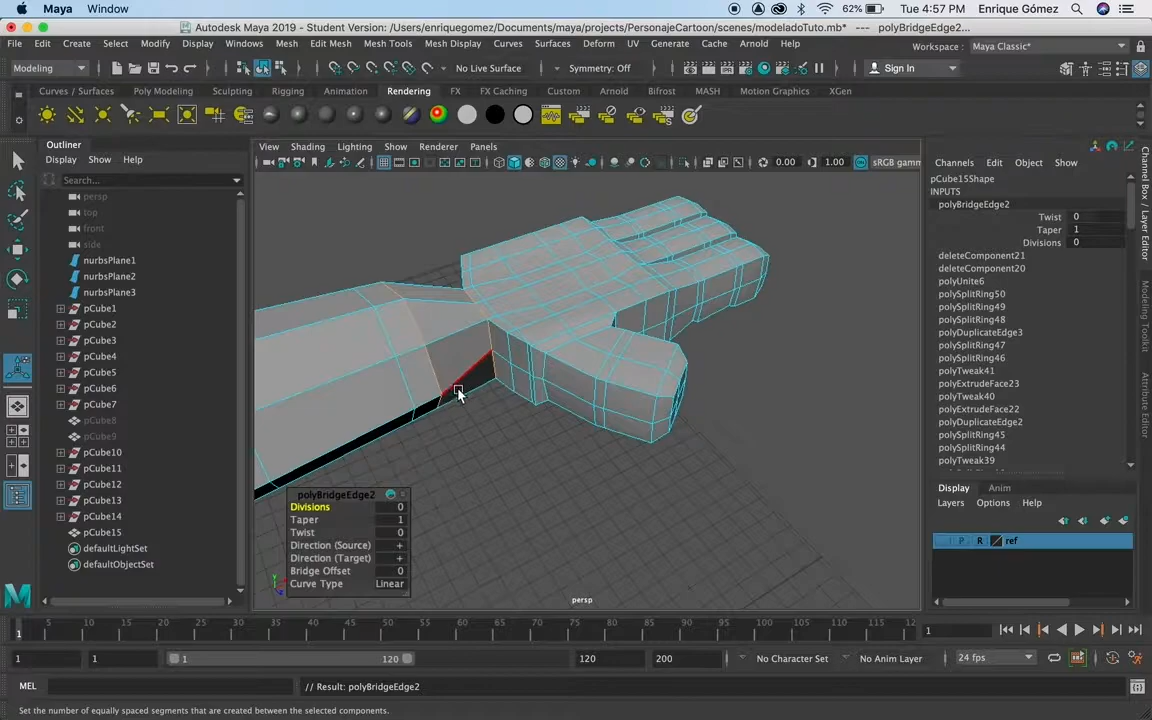 Maya Window 62% Tue 4:57 PM Enrique Gómez
Autodesk Maya 2019 - Student Version: /Users/enriquegomez/Documents/maya/projects/PersonajeCartoon/scenes/modeladoTuto.mb* --- polyBridgeEdge2...
File Edit Create Select Modify Display Windows Mesh Edit Mesh Mesh Tools Mesh Display Curves Surfaces Deform UV Generate Cache Arnold Help Workspace : Maya Classic*
Modeling No Live Surface Symmetry: Off Sign In
Curves / Surfaces Poly Modeling Sculpting Rigging Animation Rendering FX FX Caching Custom Arnold Bifrost MASH Motion Graphics XGen
Outliner
Display Show Help
Search...
persp
top
front
side
nurbsPlane1
nurbsPlane2
nurbsPlane3
pCube1
pCube2
pCube3
pCube4
pCube5
pCube6
pCube7
pCube8
pCube9
pCube10
pCube11
pCube12
pCube13
pCube14
pCube15
defaultLightSet
defaultObjectSet
View Shading Lighting Show Renderer Panels
0.00 1.00 sRGB gamm
polyBridgeEdge2
Divisions 0
Taper 1
Twist 0
Direction (Source) +
Direction (Target) +
Bridge Offset 0
Curve Type Linear
persp
Channels Edit Object Show
pCube15Shape
INPUTS
polyBridgeEdge2
Twist 0
Taper 1
Divisions 0
deleteComponent21
deleteComponent20
polyUnite6
polySplitRing50
polySplitRing49
polySplitRing48
polyDuplicateEdge3
polySplitRing47
polySplitRing46
polyTweak41
polyExtrudeFace23
polyTweak40
polyExtrudeFace22
polyDuplicateEdge2
polySplitRing45
polySplitRing44
polyTweak39
Display Anim
Layers Options Help
P R ref
Channel Box / Layer Editor
Modeling Toolkit
Attribute Editor
5 10 15 20 25 30 35 40 45 50 55 60 65 70 75 80 85 90 95 100 105 110 115 12
1 1
1 1 1 120 120 200 No Character Set No Anim Layer 24 fps
MEL // Result: polyBridgeEdge2
Set the number of equally spaced segments that are created between the selected components.